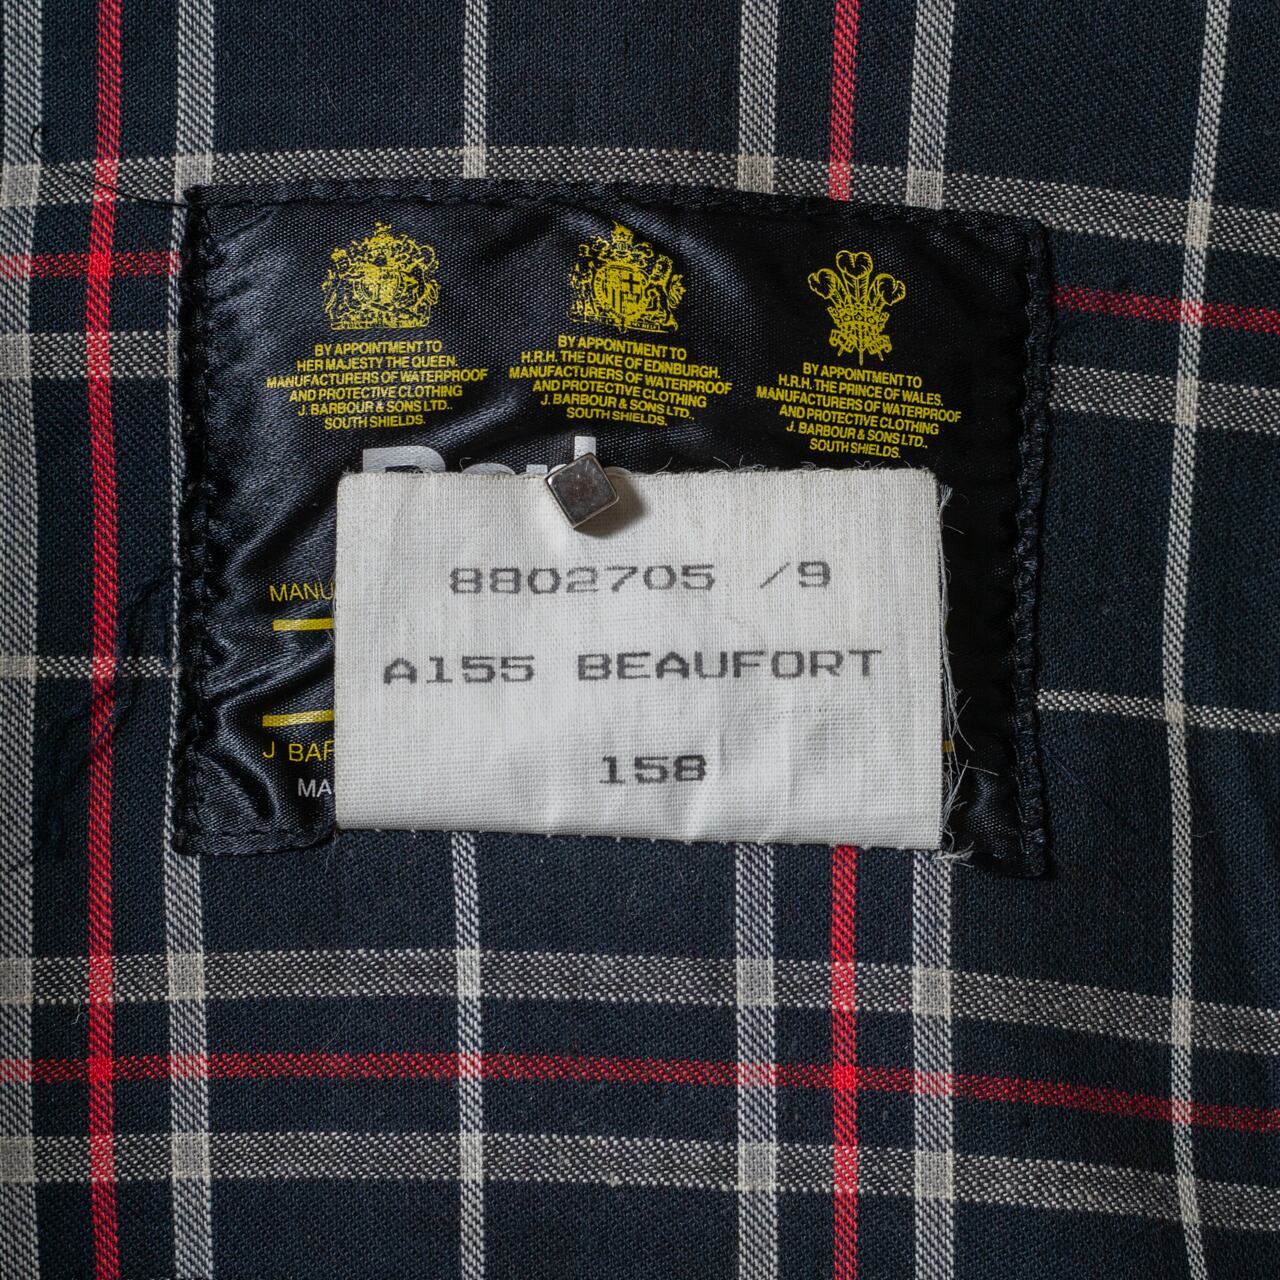 BY APPOINTMENT TO
HER MAJESTY THE QUEEN.
MANUFACTURERS OF WATERPROOF
AND PROTECTIVE CLOTHING
J. BARBOUR & SONS LTD..
SOUTH SHIELDS.
BY APPOINTMENT TO
H.R.H. THE DUKE OF EDINBURGH.
MANUFACTURERS OF WATERPROOF
AND PROTECTIVE CLOTHING
J. BARBOUR & SONS LTD..
SOUTH SHIELDS.
BY APPOINTMENT TO
H.R.H. THE PRINCE OF WALES.
MANUFACTURERS OF WATERPROOF
AND PROTECTIVE CLOTHING
J. BARBOUR & SONS LTD..
SOUTH SHIELDS.
MANU
J BAR
MA
8802705 /9
A155 BEAUFORT
158